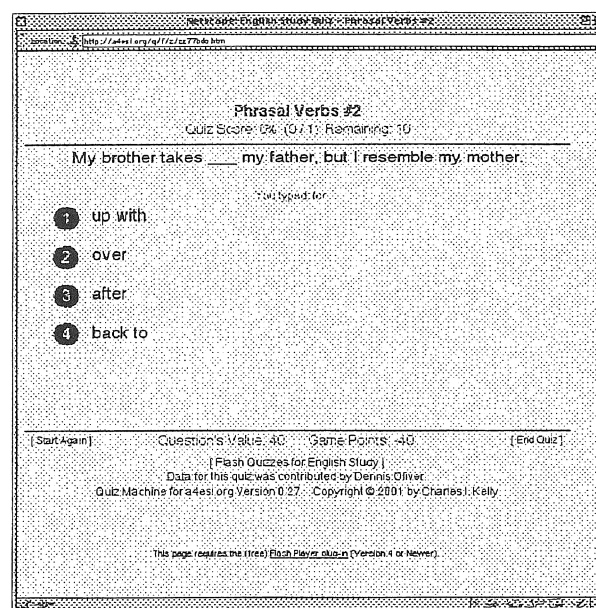 Netscape: English Study Quiz - Phrasal Verbs #2
Phrasal Verbs #2
Quiz Score: 0% (0 / 1) Remaining: 10
My brother takes ___ my father, but I resemble my mother.
You typed: for
1 up with
2 over
3 after
4 back to
[ Start Again ] Question's Value: 40 Game Points: -40 [ End Quiz ]
[ Flash Quizzes for English Study ]
Data for this quiz was contributed by Dennis Oliver
Quiz Machine for a4esl.org Version 0.27 Copyright © 2001 by Charles I. Kelly
This page requires the (free) Flash Player plug-in (Version 4 or Newer).